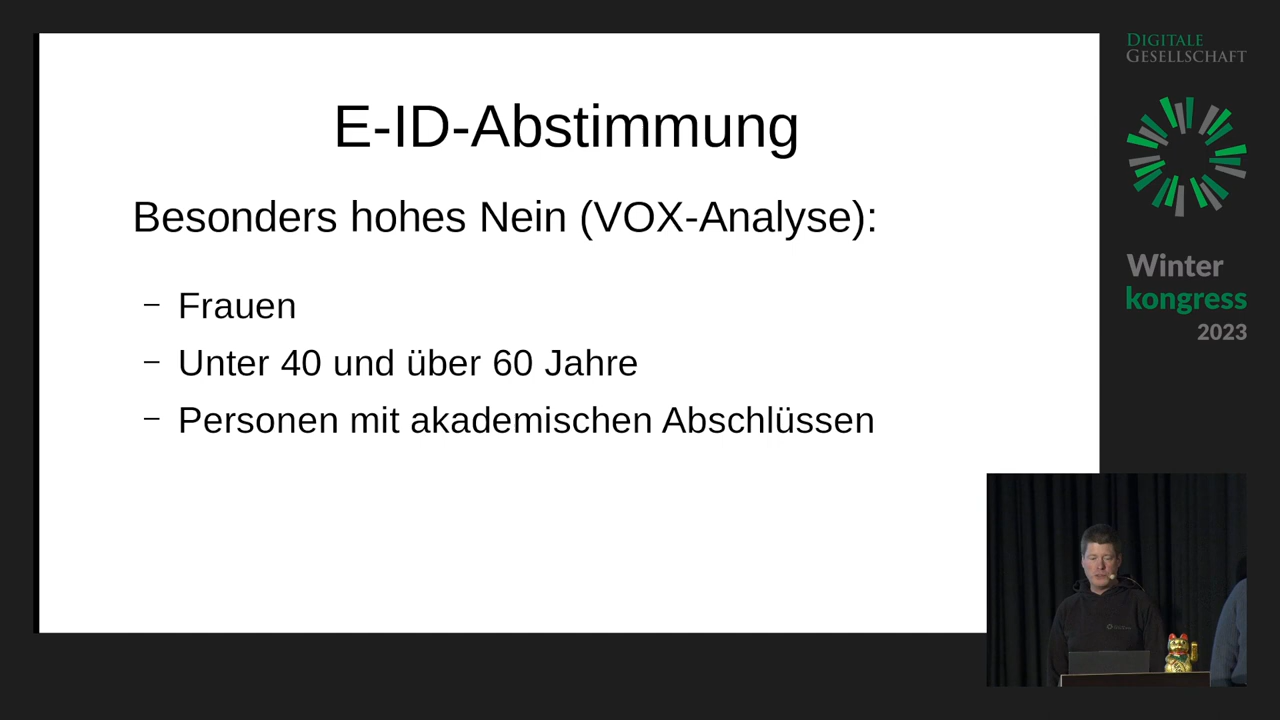 E-ID-Abstimmung
Besonders hohes Nein (VOX-Analyse):
– Frauen
– Unter 40 und über 60 Jahre
– Personen mit akademischen Abschlüssen
DIGITALE
GESELLSCHAFT
Winter
kongress
2023